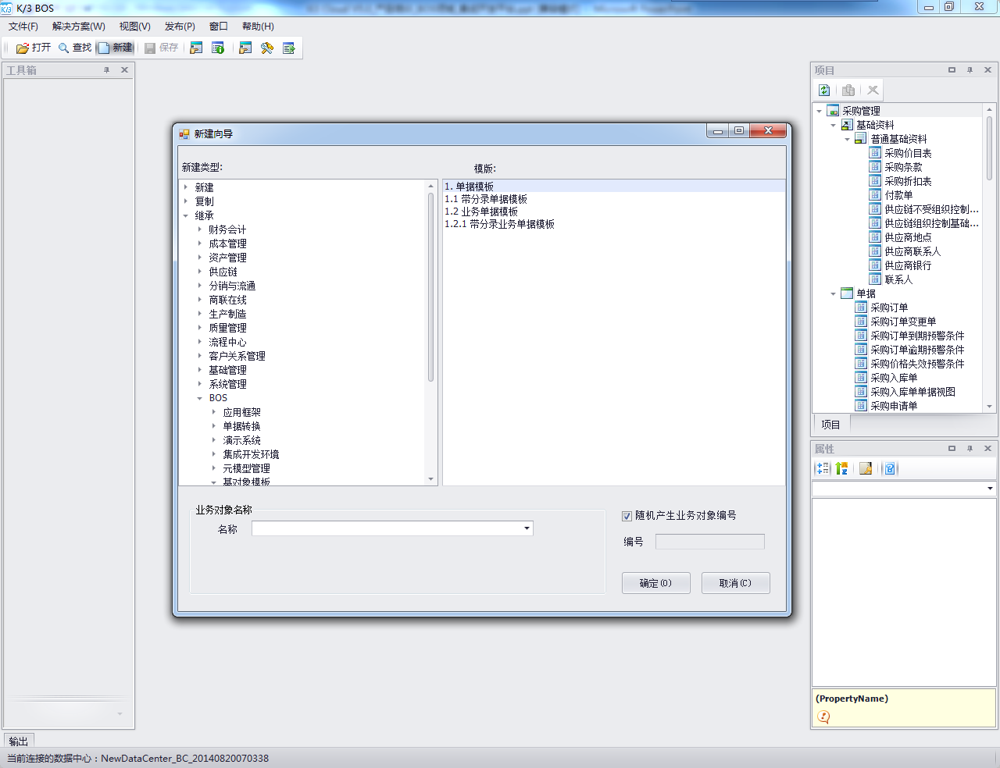 K/3 BOS
文件(F) 解决方案(W) 视图(V) 发布(P) 窗口 帮助(H)
打开 查找 新建 保存
工具箱
新建向导
新建类型:
新建
复制
继承
财务会计
成本管理
资产管理
供应链
分销与流通
商联在线
生产制造
质量管理
流程中心
客户关系管理
基础管理
系统管理
BOS
应用框架
单据转换
演示系统
集成开发环境
元模型管理
基对象模板
模版:
1. 单据模板
1.1 带分录单据模板
1.2 业务单据模板
1.2.1 带分录业务单据模板
业务对象名称
名称
随机产生业务对象编号
编号
确定(O) 取消(C)
项目
采购管理
基础资料
普通基础资料
采购价目表
采购条款
采购折扣表
付款单
供应链不受组织控制...
供应链组织控制基础...
供应商地点
供应商联系人
供应商银行
联系人
单据
采购订单
采购订单变更单
采购订单到期预警条件
采购订单逾期预警条件
采购价格失效预警条件
采购入库单
采购入库单单据视图
采购申请单
项目
属性
(PropertyName)
输出
当前连接的数据中心：NewDataCenter_BC_20140820070338